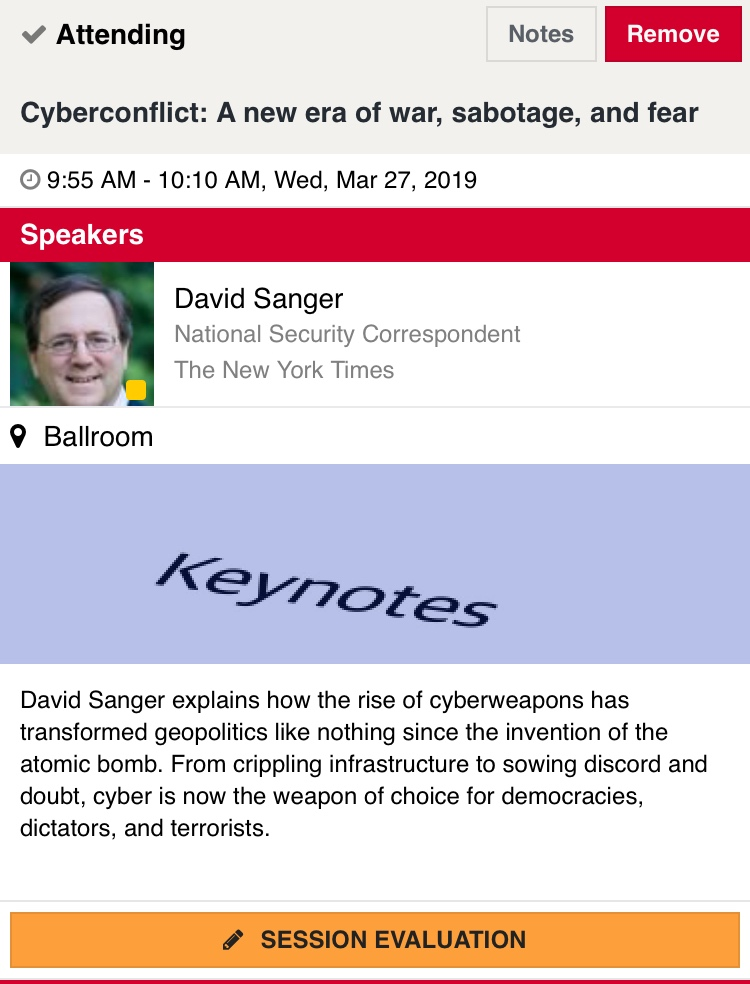 Attending
Notes
Remove
Cyberconflict: A new era of war, sabotage, and fear
9:55 AM - 10:10 AM, Wed, Mar 27, 2019
Speakers
David Sanger
National Security Correspondent
The New York Times
Ballroom
Keynotes
David Sanger explains how the rise of cyberweapons has
transformed geopolitics like nothing since the invention of the
atomic bomb. From crippling infrastructure to sowing discord and
doubt, cyber is now the weapon of choice for democracies,
dictators, and terrorists.
SESSION EVALUATION